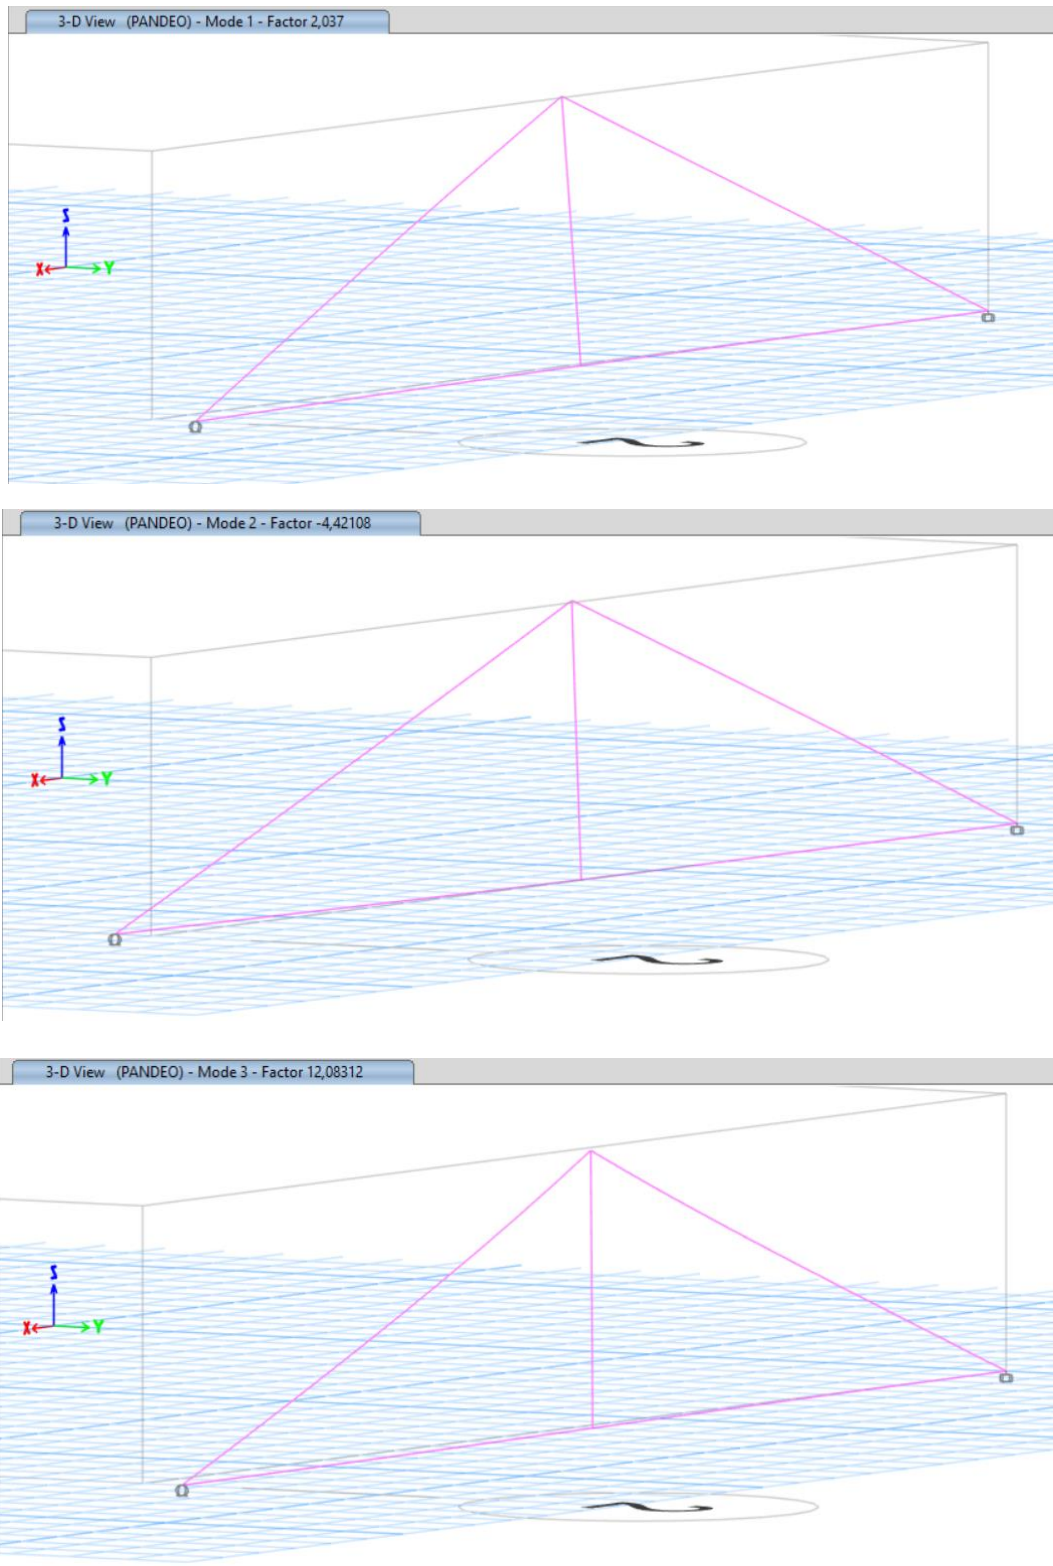 3-D View (PANDEO) - Mode 1 - Factor 2,037
Z
X Y
3-D View (PANDEO) - Mode 2 - Factor -4,42108
Z
X Y
3-D View (PANDEO) - Mode 3 - Factor 12,08312
Z
X Y